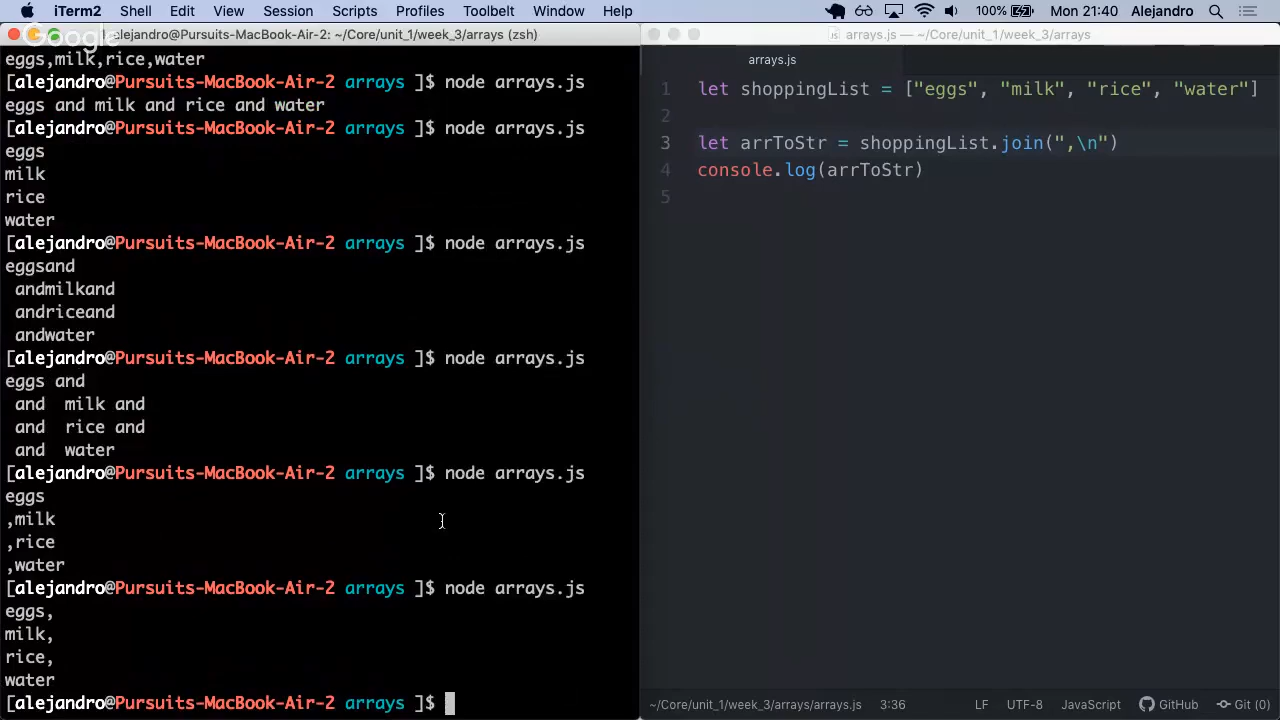 iTerm2 Shell Edit View Session Scripts Profiles Toolbelt Window Help 100% Mon 21:40 Alejandro
Google
alejandro@Pursuits-MacBook-Air-2: ~/Core/unit_1/week_3/arrays (zsh)
eggs,milk,rice,water
[alejandro@Pursuits-MacBook-Air-2 arrays ]$ node arrays.js
eggs and milk and rice and water
[alejandro@Pursuits-MacBook-Air-2 arrays ]$ node arrays.js
eggs
milk
rice
water
[alejandro@Pursuits-MacBook-Air-2 arrays ]$ node arrays.js
eggsand
andmilkand
andriceand
andwater
[alejandro@Pursuits-MacBook-Air-2 arrays ]$ node arrays.js
eggs and
and milk and
and rice and
and water
[alejandro@Pursuits-MacBook-Air-2 arrays ]$ node arrays.js
eggs
,milk
,rice
,water
[alejandro@Pursuits-MacBook-Air-2 arrays ]$ node arrays.js
eggs,
milk,
rice,
water
[alejandro@Pursuits-MacBook-Air-2 arrays ]$
arrays.js — ~/Core/unit_1/week_3/arrays
arrays.js
1 let shoppingList = ["eggs", "milk", "rice", "water"]
2
3 let arrToStr = shoppingList.join(",\n")
4 console.log(arrToStr)
5
~/Core/unit_1/week_3/arrays/arrays.js 3:36 LF UTF-8 JavaScript GitHub Git (0)